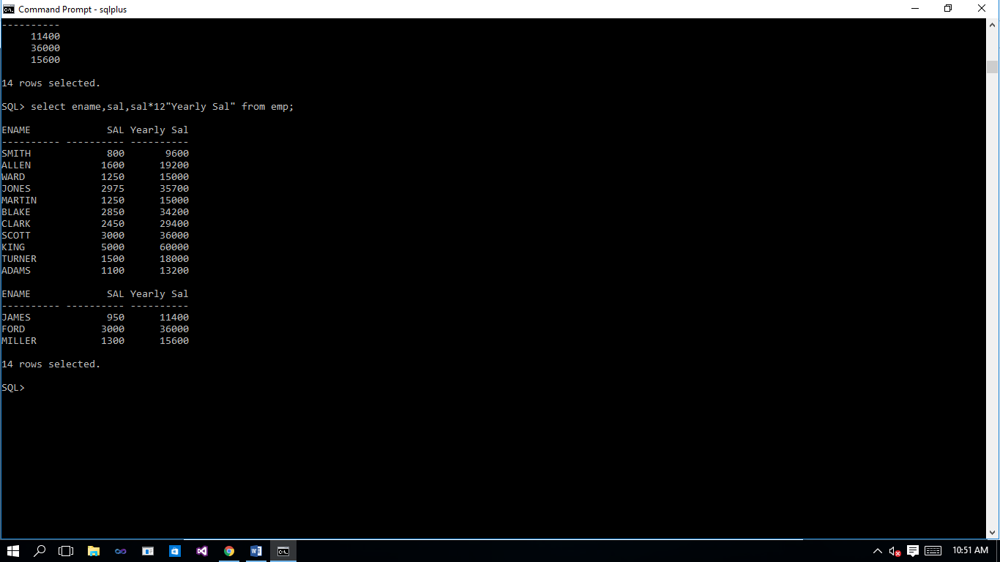 Command Prompt - sqlplus
----------
     11400
     36000
     15600
14 rows selected.
SQL> select ename,sal,sal*12"Yearly Sal" from emp;
ENAME             SAL Yearly Sal
---------- ---------- ----------
SMITH             800       9600
ALLEN            1600      19200
WARD             1250      15000
JONES            2975      35700
MARTIN           1250      15000
BLAKE            2850      34200
CLARK            2450      29400
SCOTT            3000      36000
KING             5000      60000
TURNER           1500      18000
ADAMS            1100      13200
ENAME             SAL Yearly Sal
---------- ---------- ----------
JAMES             950      11400
FORD             3000      36000
MILLER           1300      15600
14 rows selected.
SQL>
10:51 AM